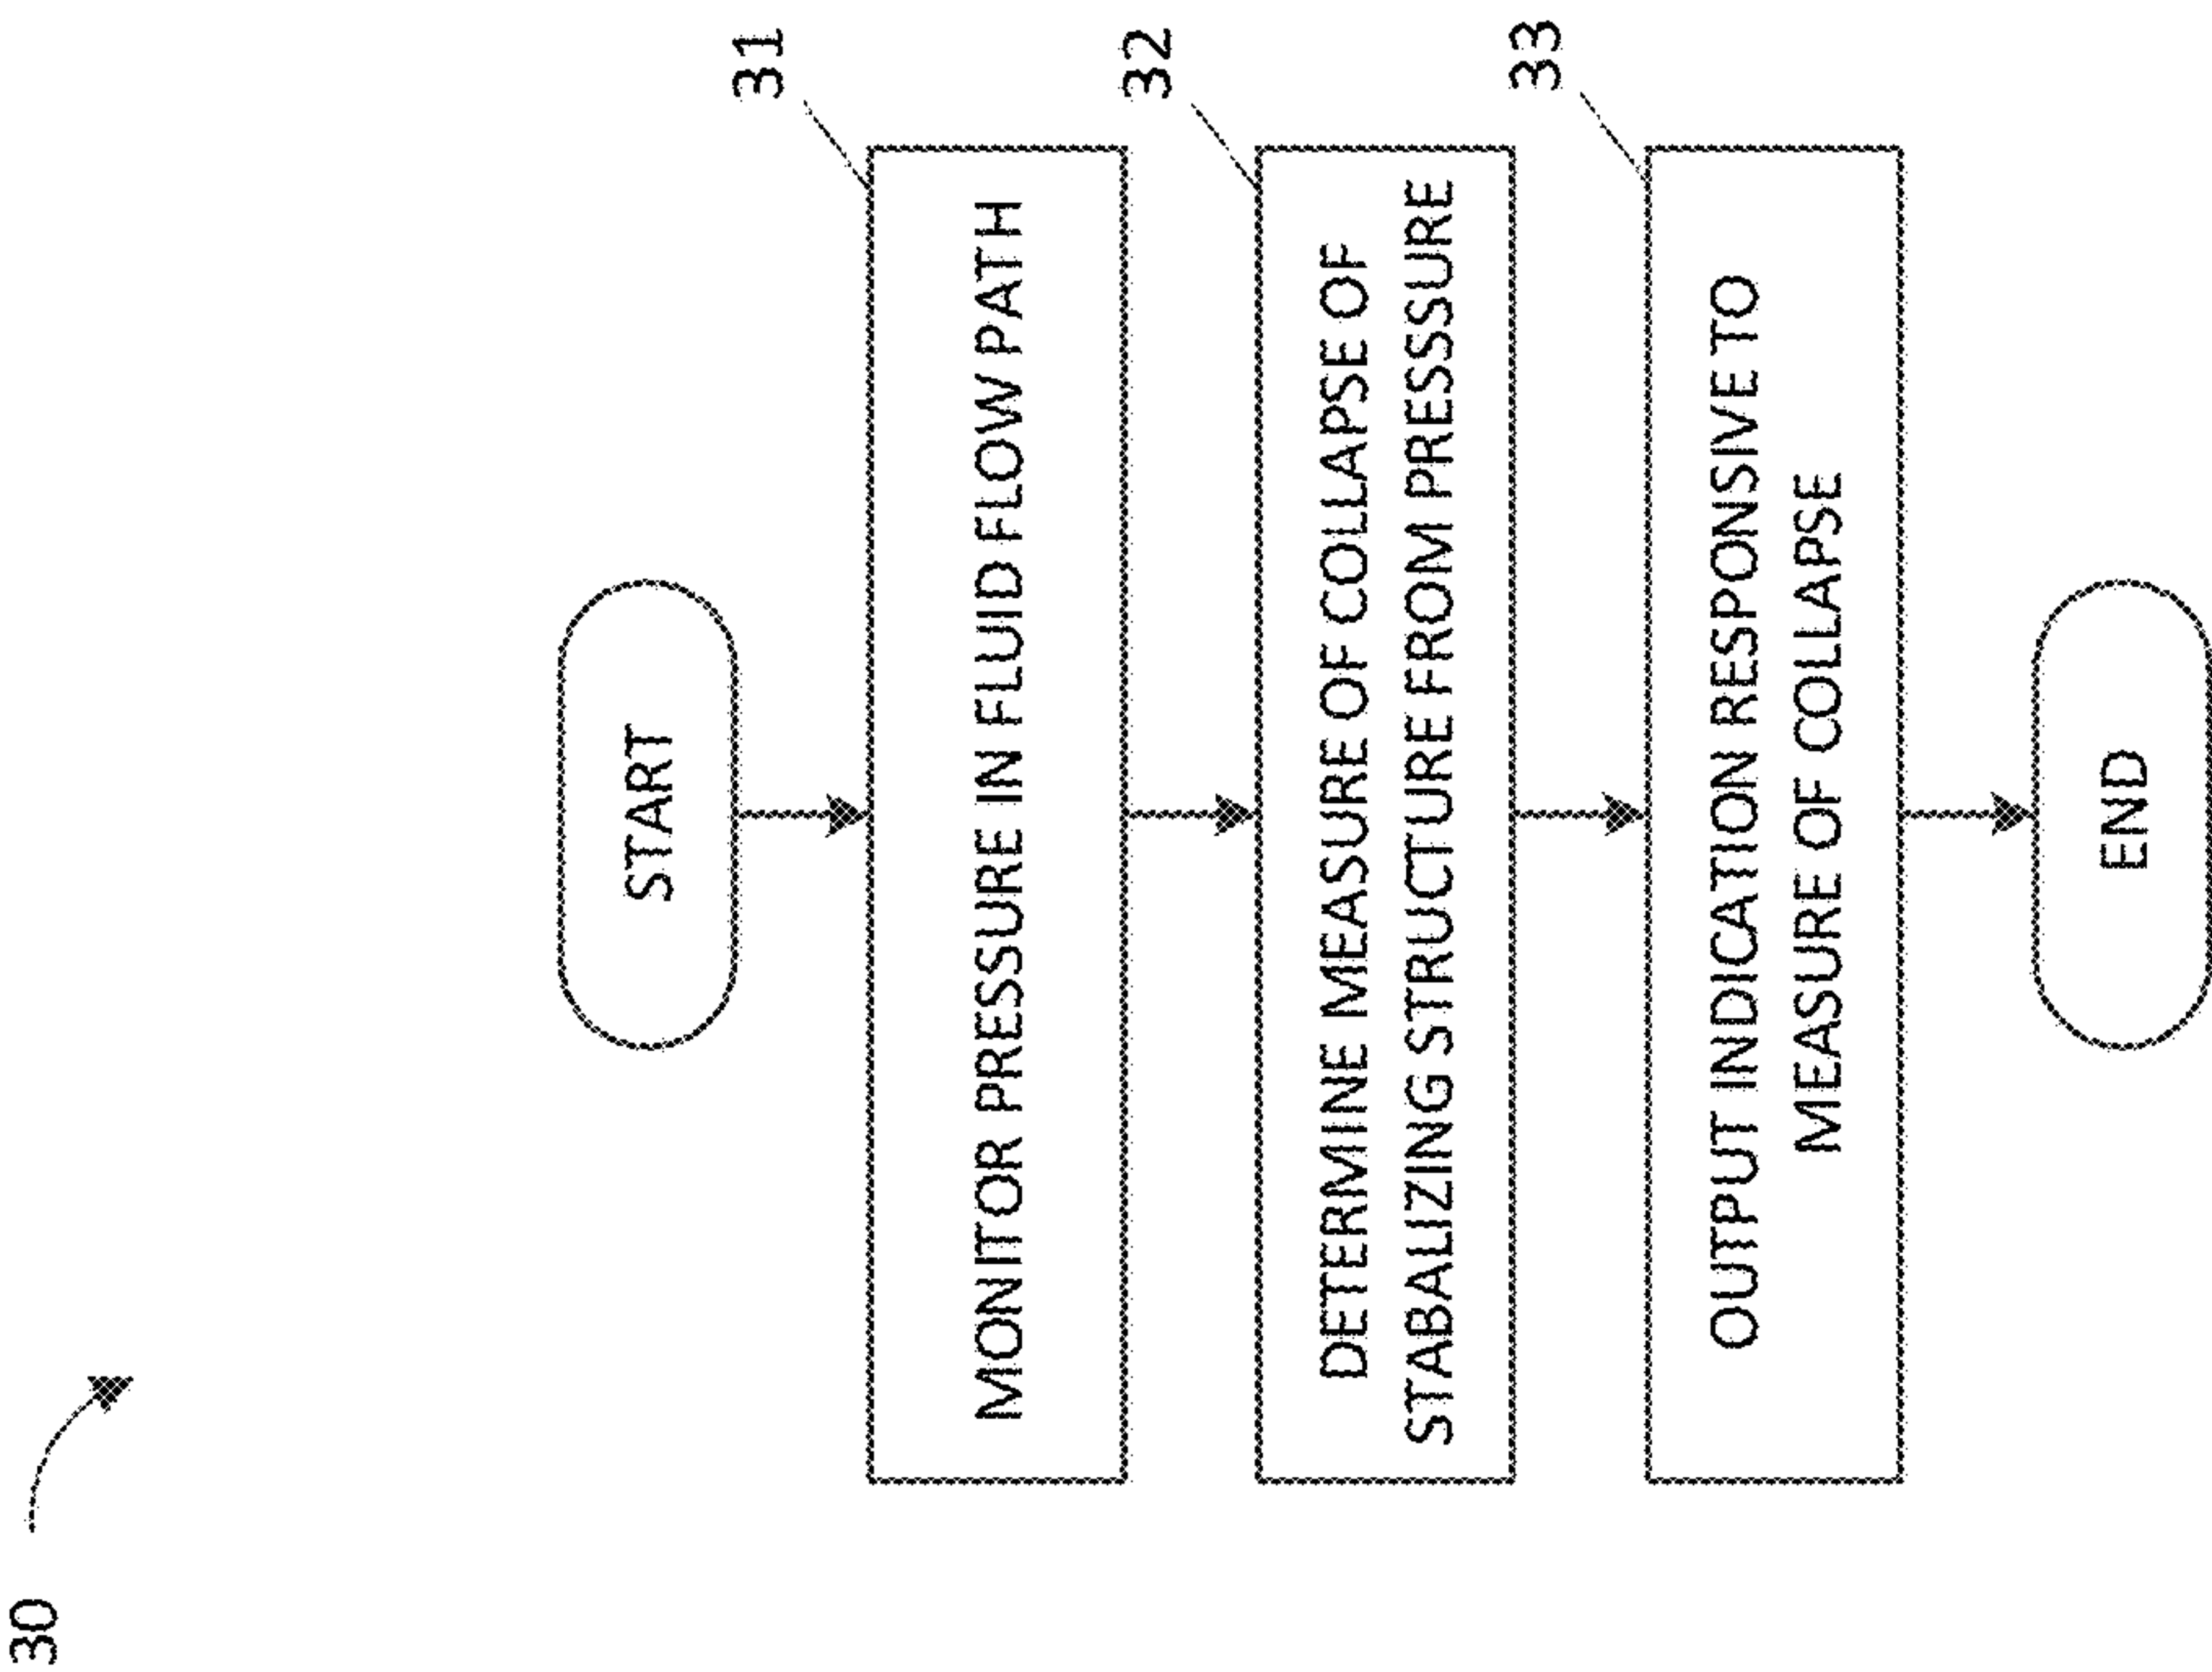 30
START
31
MONITOR PRESSURE IN FLUID FLOW PATH
32
DETERMINE MEASURE OF COLLAPSE OF
STABALIZING STRUCTURE FROM PRESSURE
33
OUTPUT INDICATION RESPONSIVE TO
MEASURE OF COLLAPSE
END